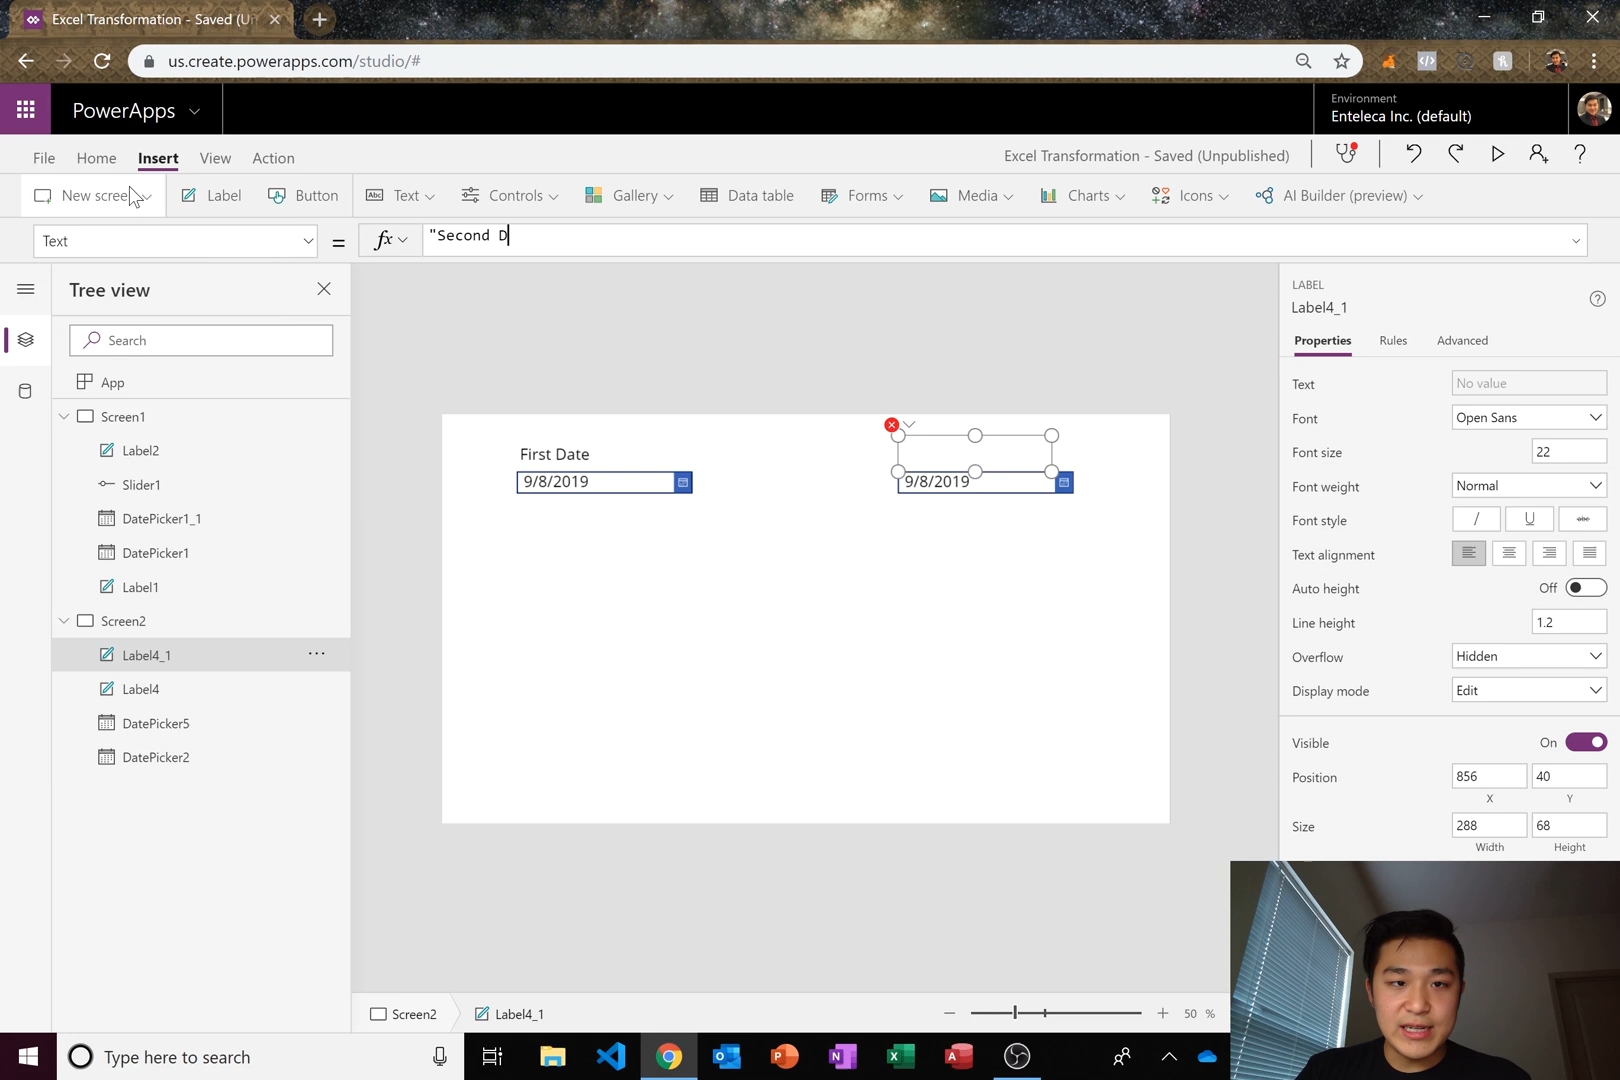 Excel Transformation - Saved (Un
us.create.powerapps.com/studio/#
PowerApps
Environment
Enteleca Inc. (default)
File Home Insert View Action
Excel Transformation - Saved (Unpublished)
New scree Label Button Text Controls Gallery Data table Forms Media Charts Icons AI Builder (preview)
Text = fx "Second D
Tree view
Search
App
Screen1
Label2
Slider1
DatePicker1_1
DatePicker1
Label1
Screen2
Label4_1
Label4
DatePicker5
DatePicker2
First Date
9/8/2019
9/8/2019
LABEL
Label4_1
Properties Rules Advanced
Text No value
Font Open Sans
Font size 22
Font weight Normal
Font style / U abc
Text alignment
Auto height Off
Line height 1.2
Overflow Hidden
Display mode Edit
Visible On
Position 856 40
X Y
Size 288 68
Width Height
Screen2 Label4_1 50 %
Type here to search